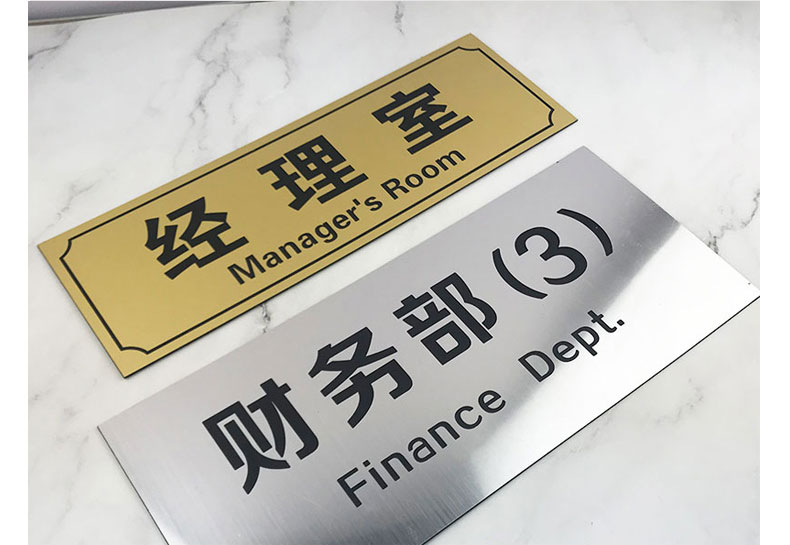 经理室
Manager's Room
财务部(3)
Finance Dept.